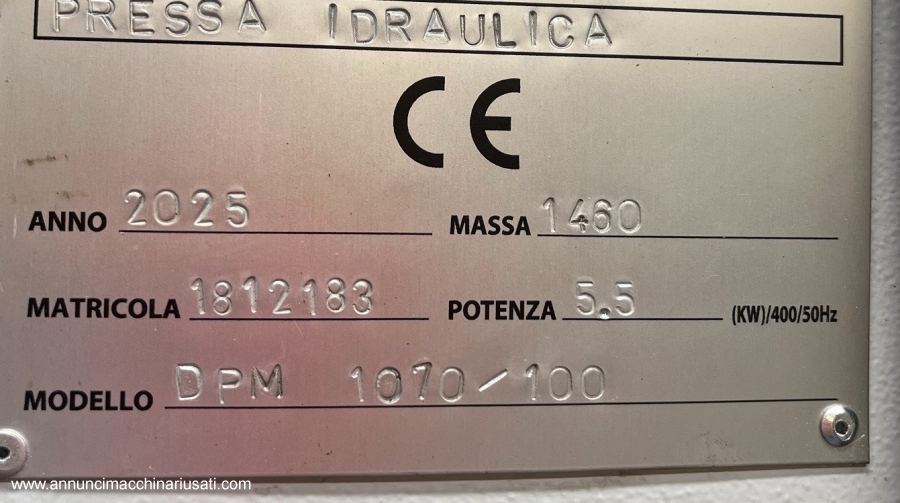 PRESSA IDRAULICA
CE
ANNO 2025 MASSA 1460
MATRICOLA 1812183 POTENZA 5.5 (KW)/400/50Hz
MODELLO DPM 1070/100
www.annuncimacchinariusati.com